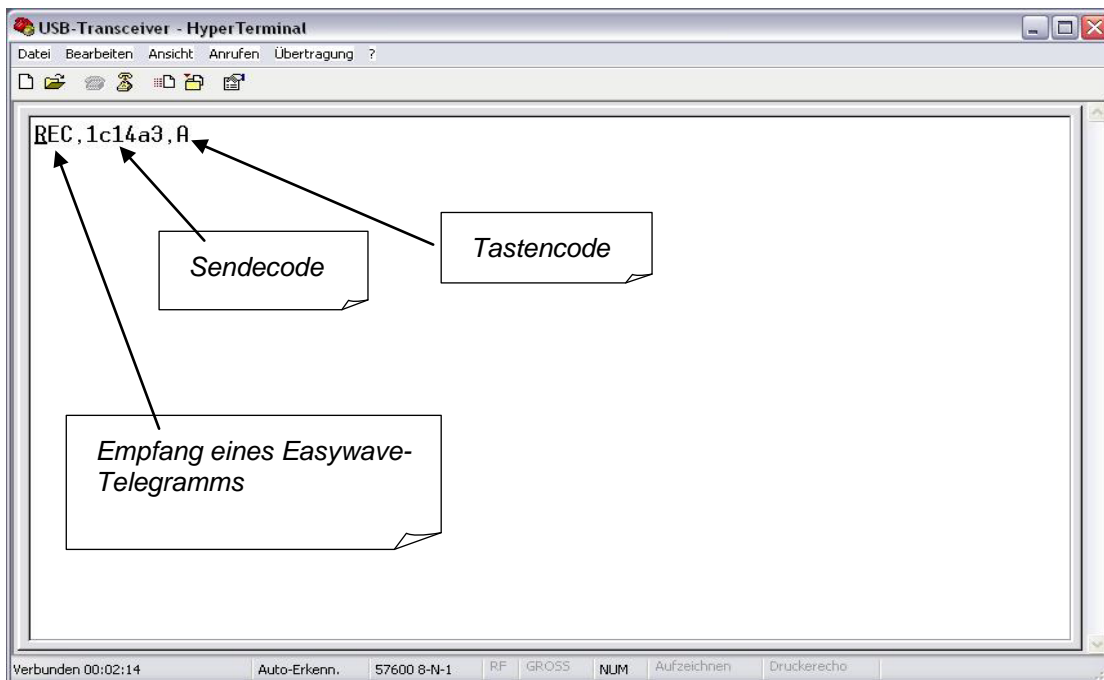 USB-Transceiver - HyperTerminal
Datei Bearbeiten Ansicht Anrufen Übertragung ?
REC,1c14a3,A
Sendecode
Tastencode
Empfang eines Easywave-
Telegramms
Verbunden 00:02:14 Auto-Erkenn. 57600 8-N-1 RF GROSS NUM Aufzeichnen Druckerecho